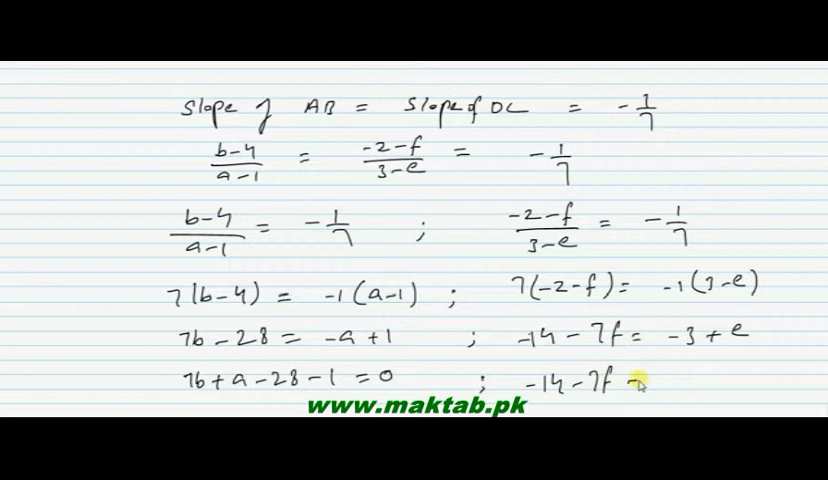 Slope of AB = Slope of DC = -1/7
b-4/a-1 = -2-f/3-e = -1/7
b-4/a-1 = -1/7 ; -2-f/3-e = -1/7
7(b-4) = -1(a-1) ; 7(-2-f) = -1(3-e)
7b-28 = -a+1 ; -14-7f = -3+e
7b+a-28-1=0 ; -14-7f -
www.maktab.pk